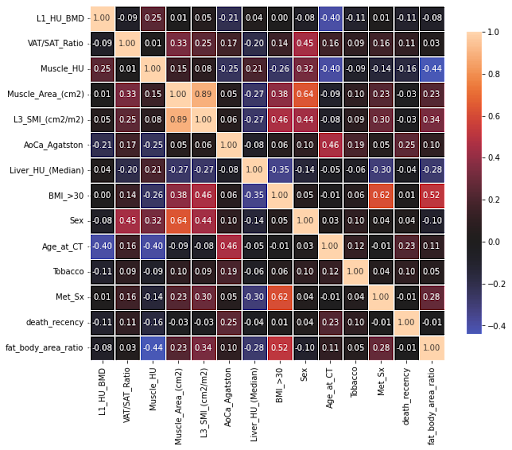 L1_HU_BMD 1.00 -0.09 0.25 0.01 0.05 -0.21 0.04 0.00 -0.08 -0.40 -0.11 0.01 -0.11 -0.08
VAT/SAT_Ratio -0.09 1.00 0.01 0.33 0.25 0.17 -0.20 0.14 0.45 0.16 0.09 0.16 0.11 0.03
Muscle_HU 0.25 0.01 1.00 0.15 0.08 -0.25 0.21 -0.26 0.32 -0.40 -0.09 -0.14 -0.16 -0.44
Muscle_Area(cm2) 0.01 0.33 0.15 1.00 0.89 0.05 -0.27 0.38 0.64 -0.09 0.10 0.23 -0.03 0.23
L3_SMI_(cm2/m2) 0.05 0.25 0.08 0.89 1.00 0.06 -0.27 0.46 0.44 -0.08 0.09 0.30 -0.03 0.34
AoCa_Agatston -0.21 0.17 -0.25 0.05 0.06 1.00 -0.08 0.06 0.10 0.46 0.19 0.05 0.25 0.10
Liver_HU_(Median) 0.04 -0.20 0.21 -0.27 -0.27 -0.08 1.00 -0.35 -0.14 -0.05 -0.06 -0.30 -0.04 -0.28
BMI_>30 0.00 0.14 -0.26 0.38 0.46 0.06 -0.35 1.00 0.05 -0.01 0.06 0.62 0.01 0.52
Sex -0.08 0.45 0.32 0.64 0.44 0.10 -0.14 0.05 1.00 0.03 0.10 0.04 0.04 -0.10
Age_at_CT -0.40 0.16 -0.40 -0.09 -0.08 0.46 -0.05 -0.01 0.03 1.00 0.12 -0.01 0.23 0.11
Tobacco -0.11 0.09 -0.09 0.10 0.09 0.19 -0.06 0.06 0.10 0.12 1.00 0.04 0.10 0.05
Met_Sx 0.01 0.16 -0.14 0.23 0.30 0.05 -0.30 0.62 0.04 -0.01 0.04 1.00 -0.01 0.28
death_recency -0.11 0.11 -0.16 -0.03 -0.03 0.25 -0.04 0.01 0.04 0.23 0.10 -0.01 1.00 -0.01
fat_body_area_ratio -0.08 0.03 -0.44 0.23 0.34 0.10 -0.28 0.52 -0.10 0.11 0.05 0.28 -0.01 1.00
L1_HU_BMD
VAT/SAT_Ratio
Muscle_HU
Muscle_Area(cm2)
L3_SMI_(cm2/m2)
AoCa_Agatston
Liver_HU_(Median)
BMI_>30
Sex
Age_at_CT
Tobacco
Met_Sx
death_recency
fat_body_area_ratio
1.0
0.8
0.6
0.4
0.2
0.0
−0.2
−0.4